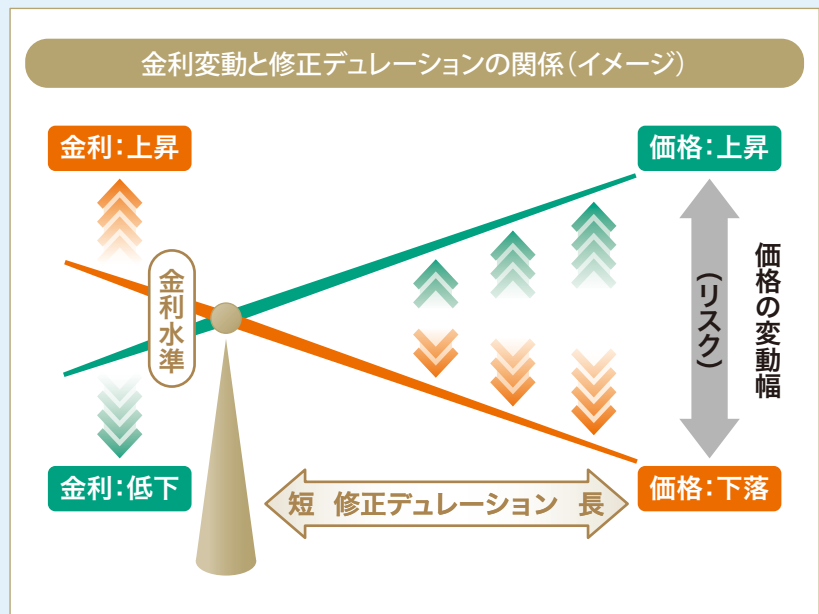 金利変動と修正デュレーションの関係（イメージ）
金利：上昇
価格：上昇
金利水準
価格の変動幅
（リスク）
金利：低下
短 修正デュレーション 長
価格：下落